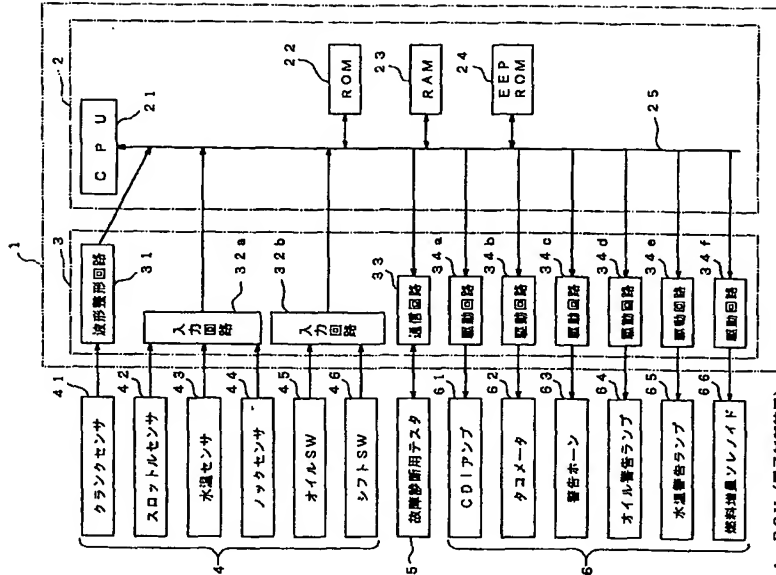 1
2
3
CPU
21
ROM
22
RAM
23
EEP
ROM
24
25
波形整形回路
31
入力
回路
32a
入力
回路
32b
通信回路
33
駆動回路
34a
駆動回路
34b
駆動回路
34c
駆動回路
34d
駆動回路
34e
駆動回路
34f
クランクセンサ
41
スロットルセンサ
42
水温センサ
43
ノックセンサ
44
オイルSW
45
シフトSW
46
4
故障診断用テスタ
5
CDIアンプ
61
タコメータ
62
警告ホーン
63
オイル警告ランプ
64
水温警告ランプ
65
燃料増量ソレノイド
66
6